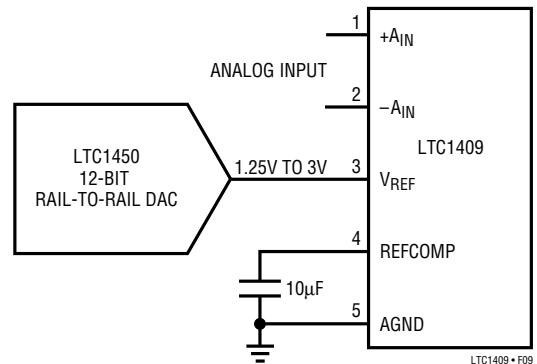 1
+AIN
ANALOG INPUT
2
–AIN
LTC1409
LTC1450
12-BIT
RAIL-TO-RAIL DAC
1.25V TO 3V
3
VREF
4
REFCOMP
10µF
5
AGND
LTC1409 • F09